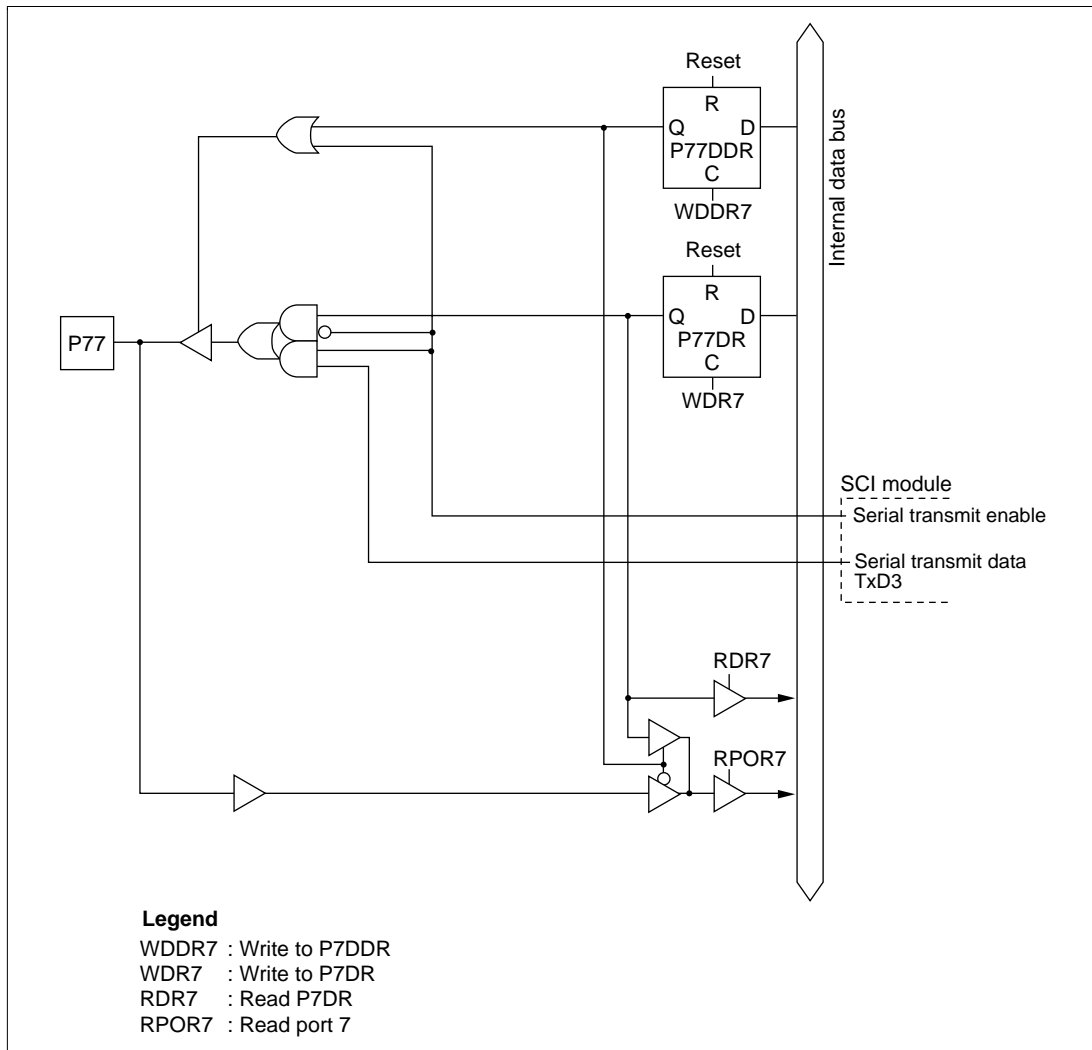 Reset
R
Q D
P77DDR
C
WDDR7
Internal data bus
Reset
R
Q D
P77DR
C
WDR7
P77
SCI module
Serial transmit enable
Serial transmit data
TxD3
RDR7
RPOR7
Legend
WDDR7 : Write to P7DDR
WDR7 : Write to P7DR
RDR7 : Read P7DR
RPOR7 : Read port 7